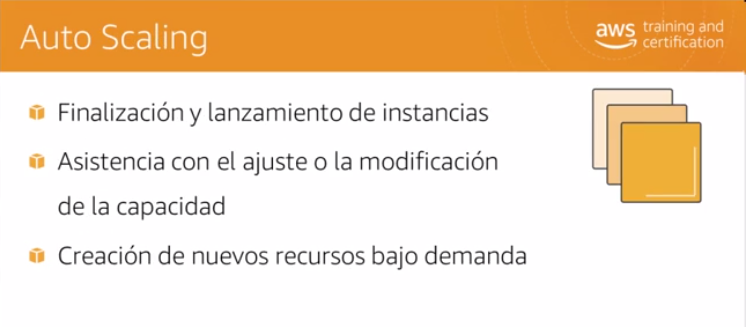 Auto Scaling
aws training and
certification
Finalización y lanzamiento de instancias
Asistencia con el ajuste o la modificación
de la capacidad
Creación de nuevos recursos bajo demanda